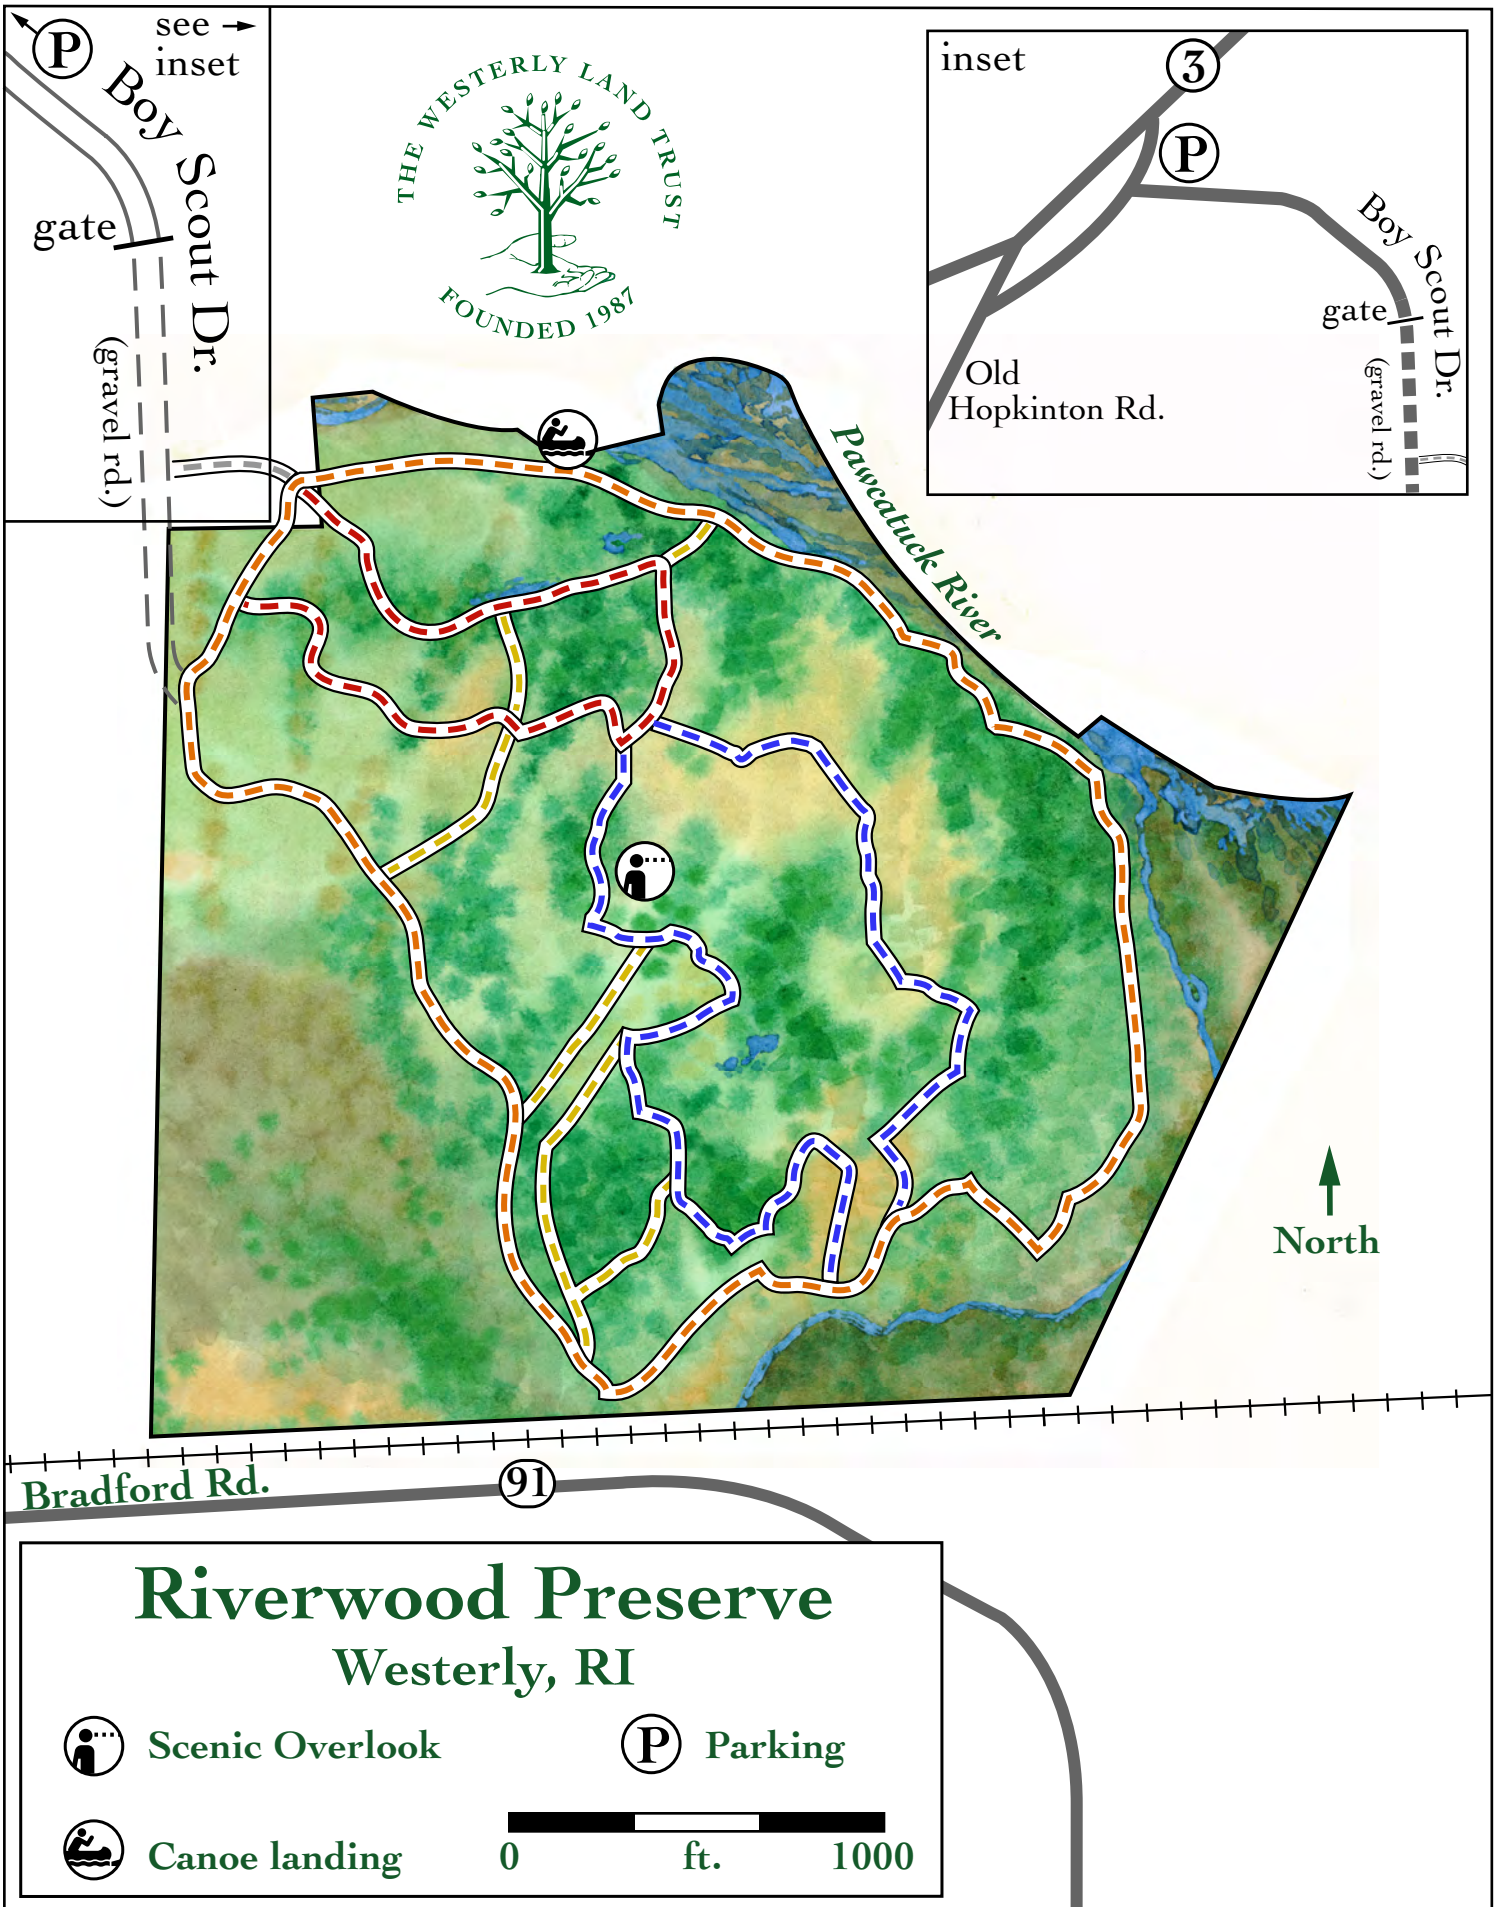 P
see →
inset
Boy Scout Dr.
gate
(gravel rd.)
THE WESTERLY LAND TRUST
FOUNDED 1987
inset
3
P
Boy Scout Dr.
gate
(gravel rd.)
Old
Hopkinton Rd.
Pawcatuck River
North
Bradford Rd.
91
Riverwood Preserve
Westerly, RI
Scenic Overlook
P Parking
Canoe landing
0 ft. 1000